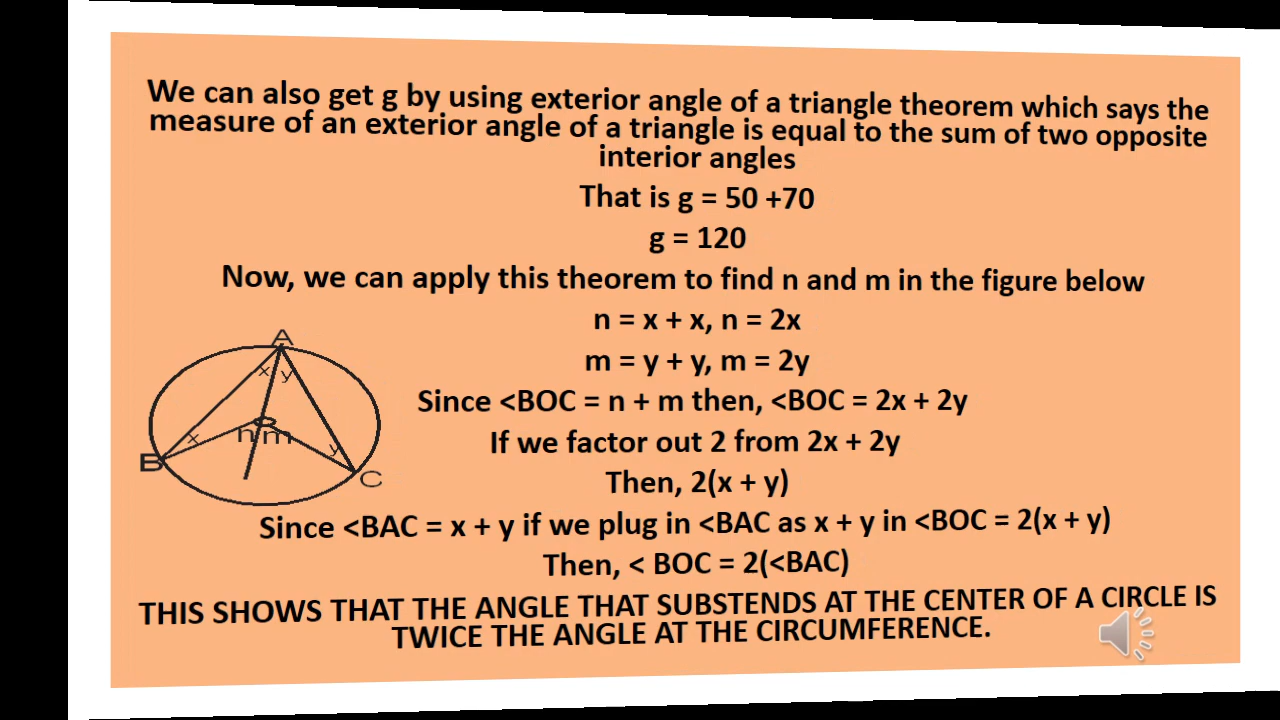 We can also get g by using exterior angle of a triangle theorem which says the
measure of an exterior angle of a triangle is equal to the sum of two opposite
interior angles
That is g = 50 +70
g = 120
Now, we can apply this theorem to find n and m in the figure below
n = x + x, n = 2x
m = y + y, m = 2y
A
x y
Since <BOC = n + m then, <BOC = 2x + 2y
x
n m
y
If we factor out 2 from 2x + 2y
B
C
Then, 2(x + y)
Since <BAC = x + y if we plug in <BAC as x + y in <BOC = 2(x + y)
Then, < BOC = 2(<BAC)
THIS SHOWS THAT THE ANGLE THAT SUBSTENDS AT THE CENTER OF A CIRCLE IS
TWICE THE ANGLE AT THE CIRCUMFERENCE.